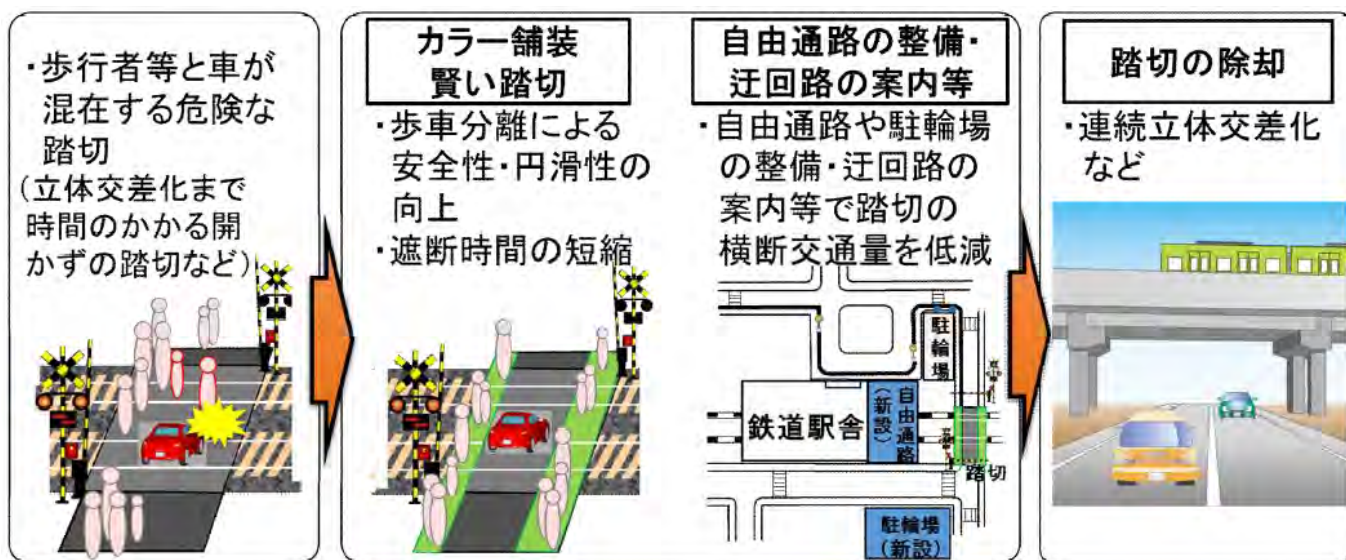 ・歩行者等と車が
混在する危険な
踏切
(立体交差化まで
時間のかかる開
かずの踏切など)
カラー舗装
賢い踏切
・歩車分離による
安全性・円滑性の
向上
・遮断時間の短縮
自由通路の整備・
迂回路の案内等
・自由通路や駐輪場
の整備・迂回路の
案内等で踏切の
横断交通量を低減
駐輪場
鉄道駅舎
自由通路
(新設)
踏切
駐輪場
(新設)
踏切の除却
・連続立体交差化
など